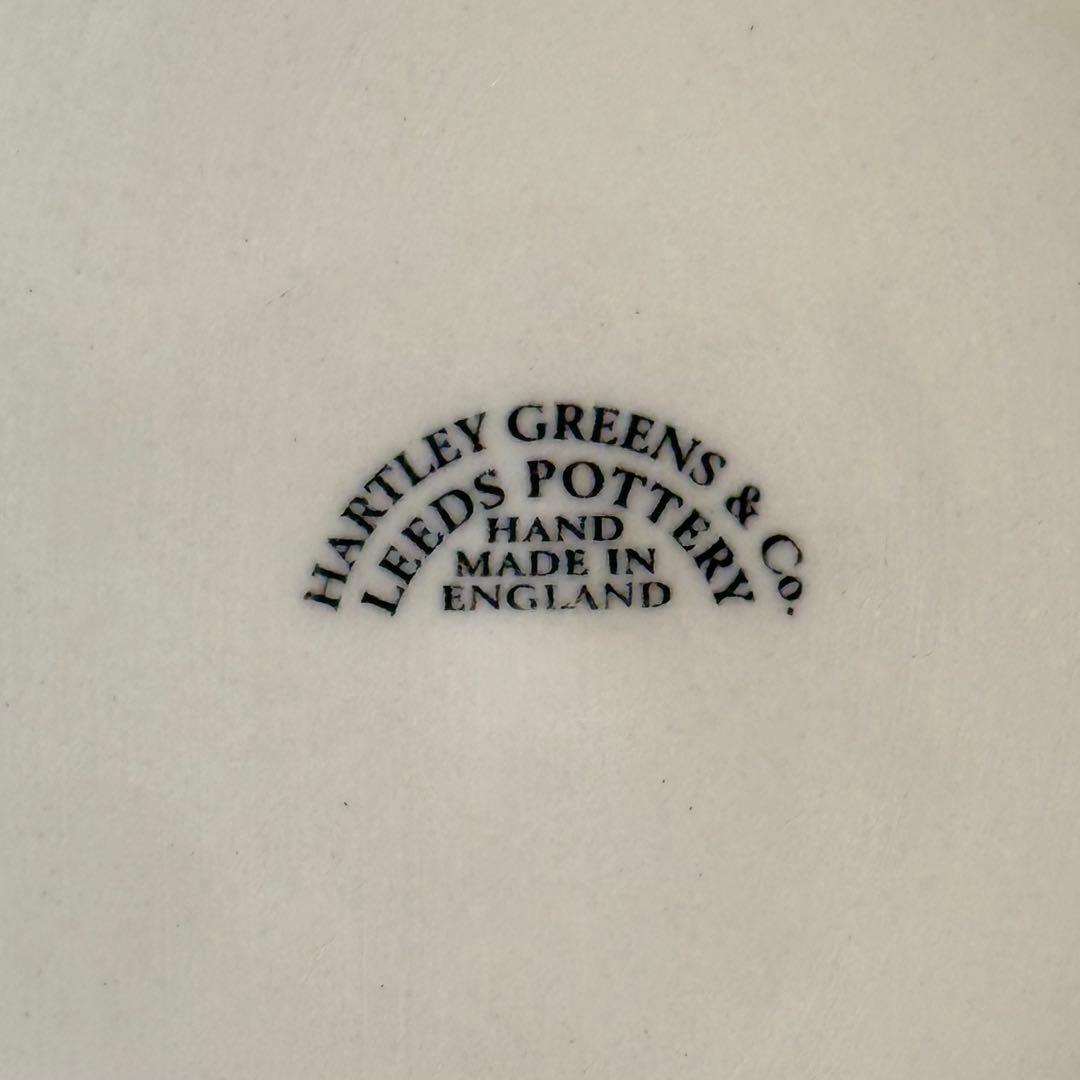 HARTLEY GREENS & Co.
LEEDS POTTERY
HAND
MADE IN
ENGLAND